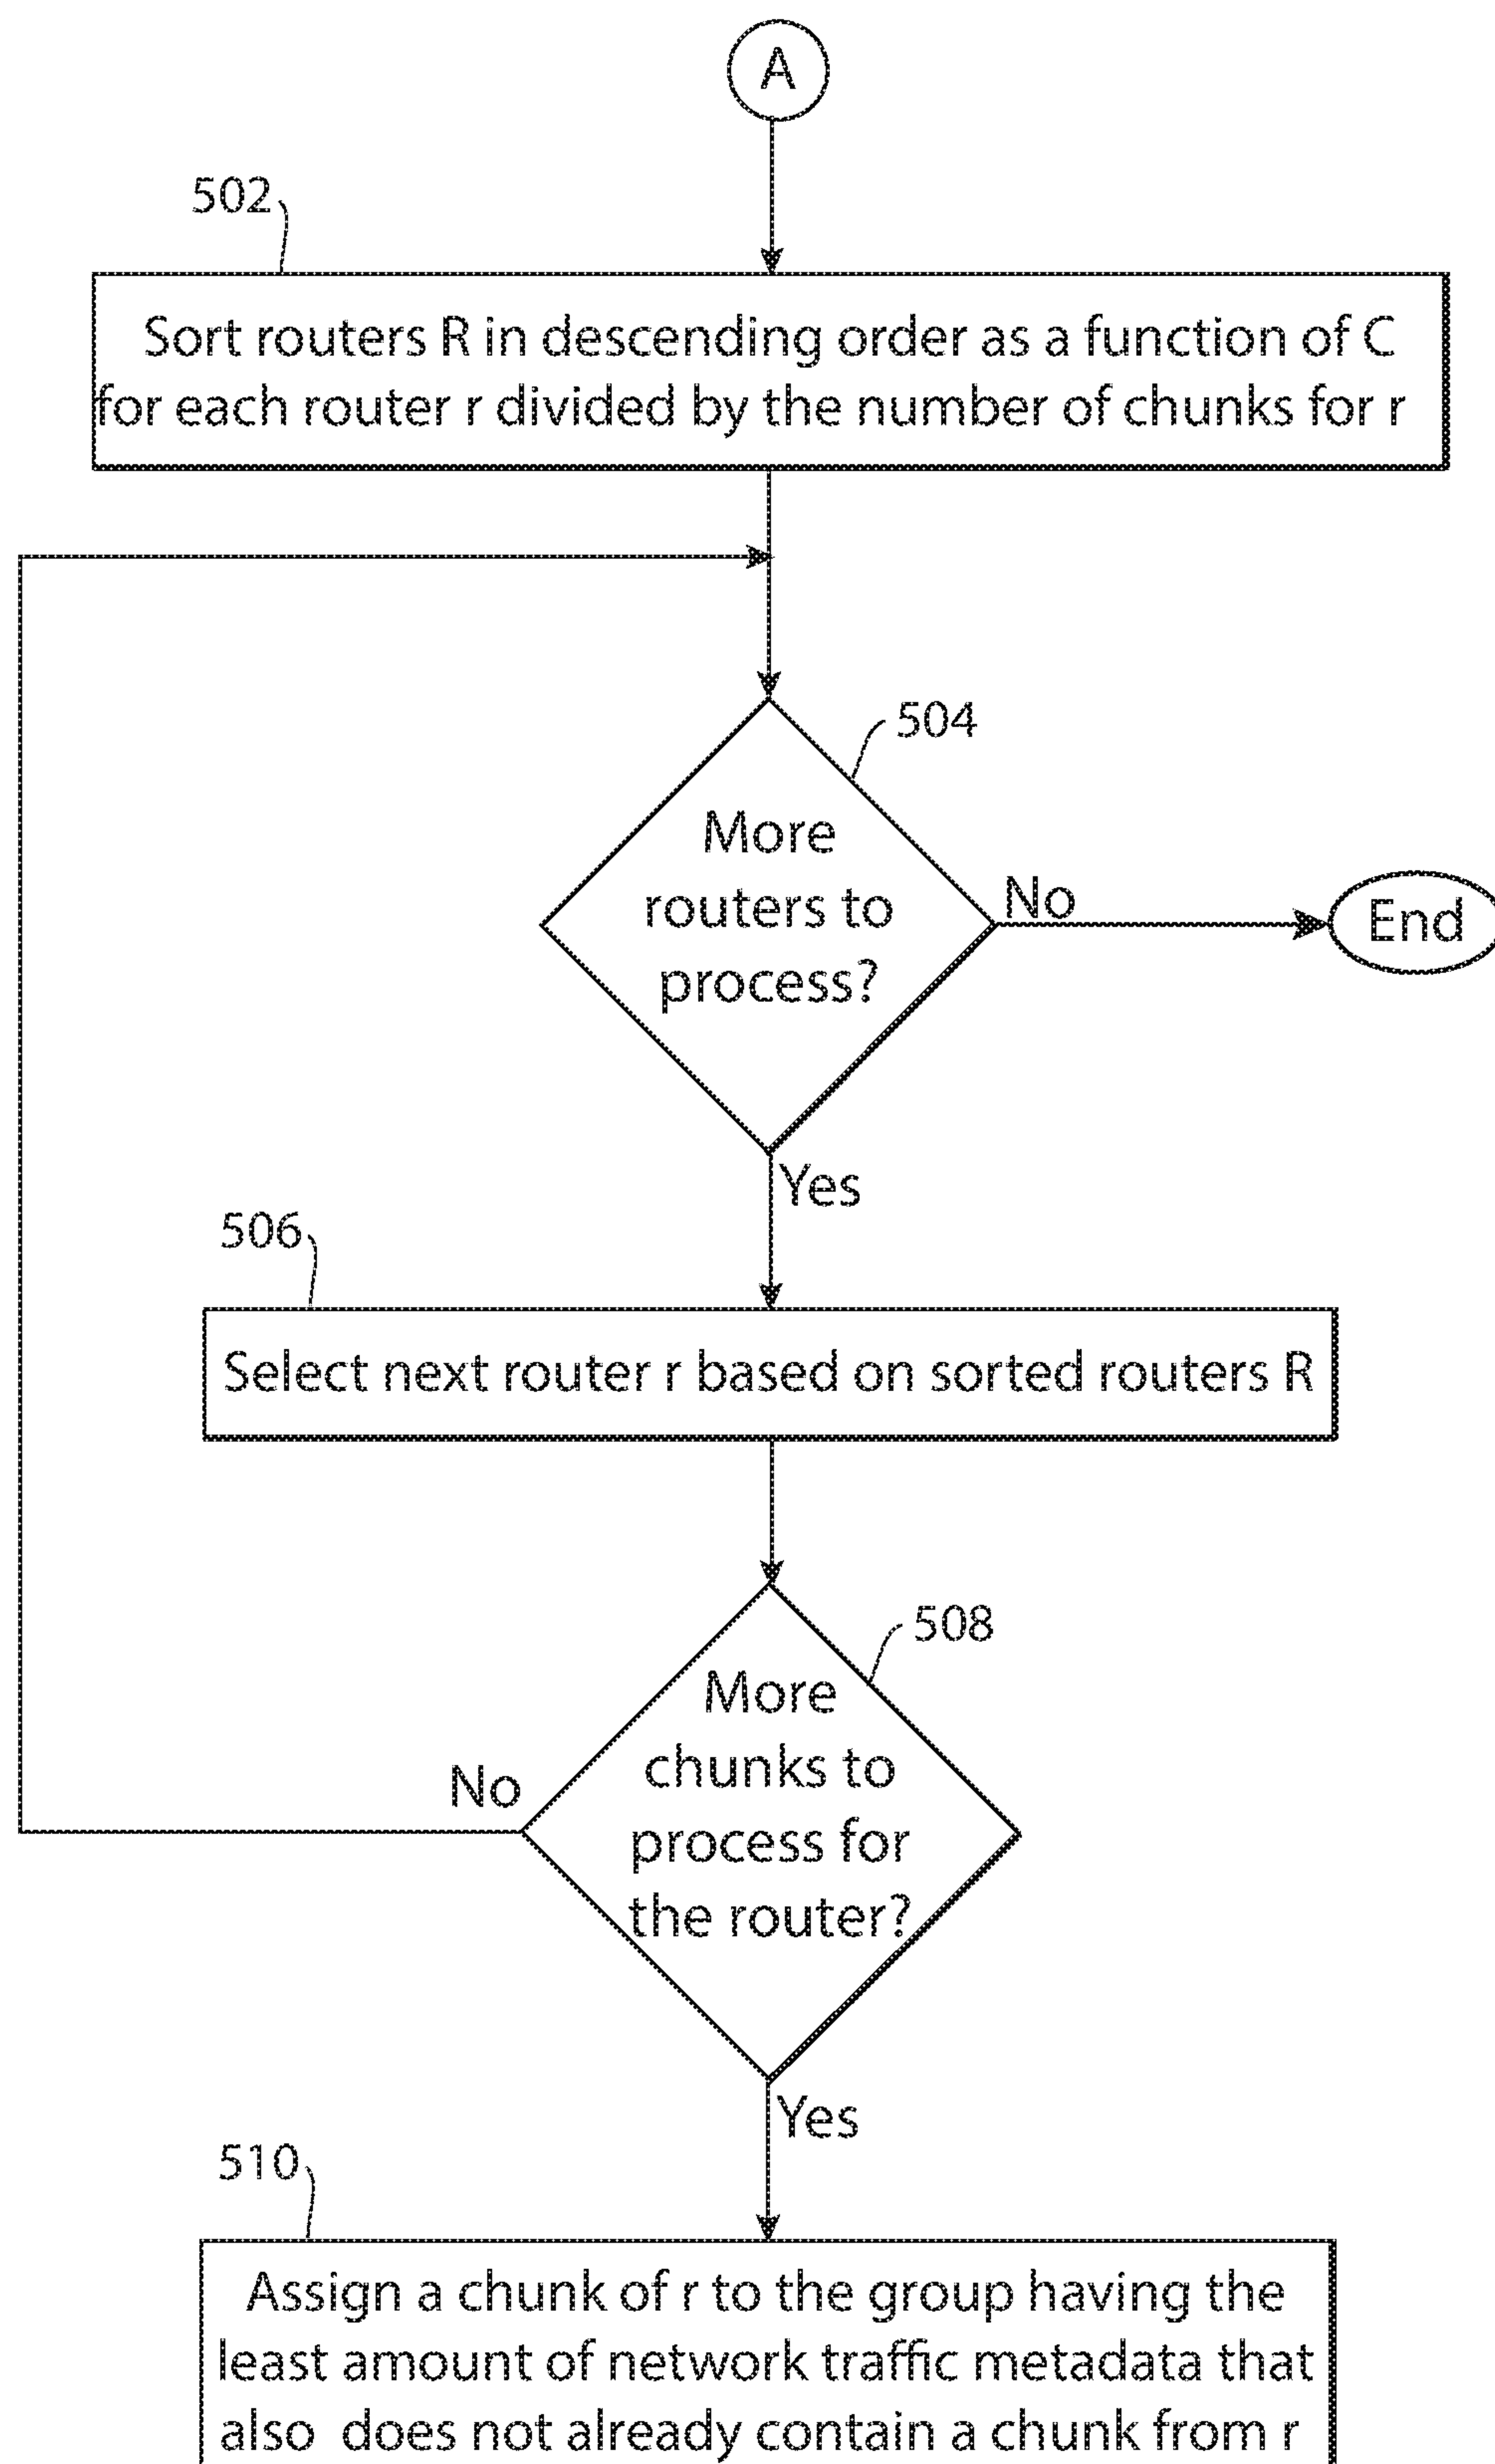 A
502
Sort routers R in descending order as a function of C
for each router r divided by the number of chunks for r
504
More
routers to
process?
No
End
Yes
506
Select next router r based on sorted routers R
508
More
chunks to
process for
the router?
No
Yes
510
Assign a chunk of r to the group having the
least amount of network traffic metadata that
also does not already contain a chunk from r